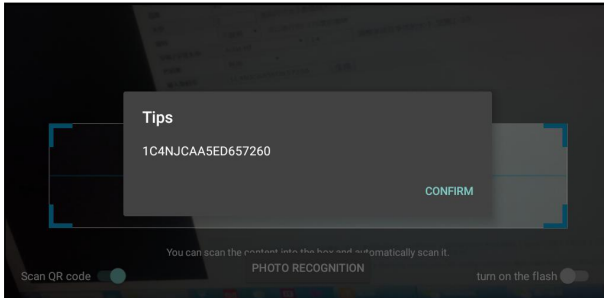 Tips
1C4NJCAA5ED657260
CONFIRM
You can scan the content into the box and automatically scan it.
Scan QR code
PHOTO RECOGNITION
turn on the flash